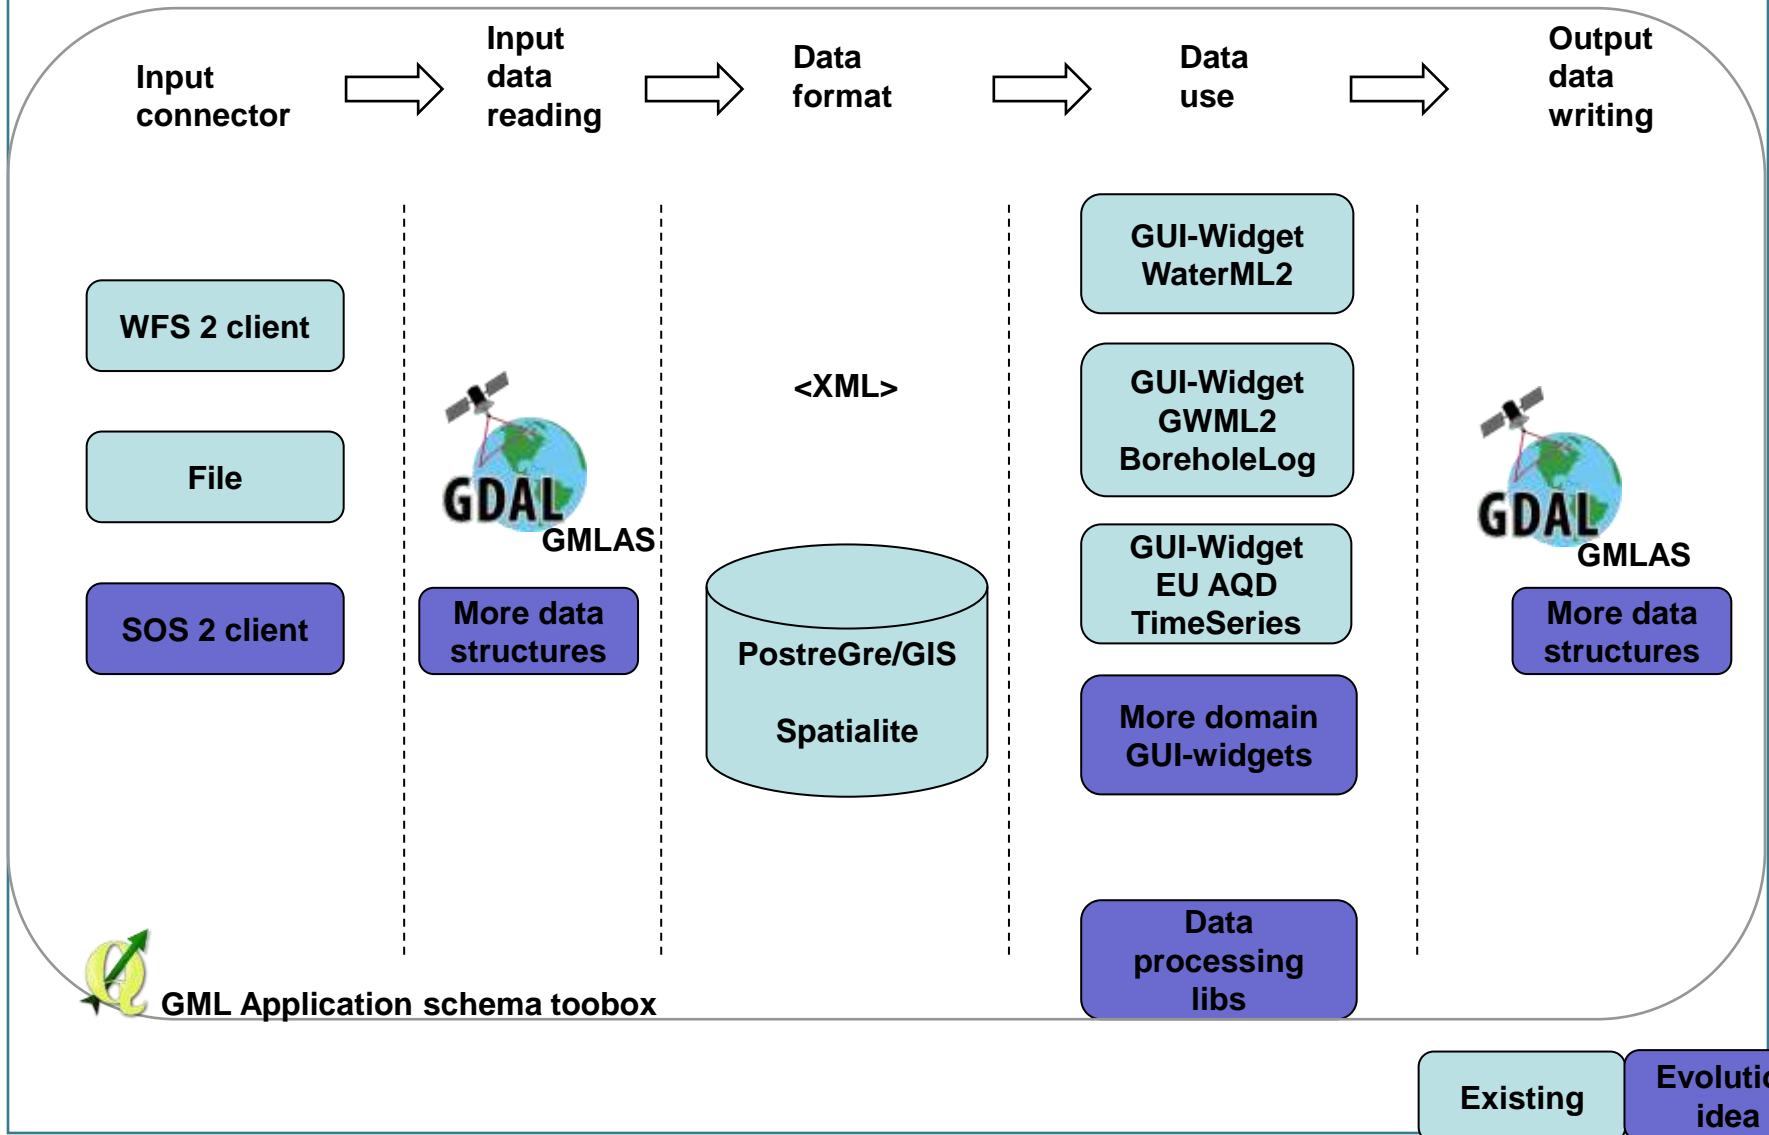 Input
connector
Input
data
reading
Data
format
Data
use
Output
data
writing
WFS 2 client
File
SOS 2 client
GDAL
GMLAS
More data
structures
<XML>
PostreGre/GIS
Spatialite
GUI-Widget
WaterML2
GUI-Widget
GWML2
BoreholeLog
GUI-Widget
EU AQD
TimeSeries
More domain
GUI-widgets
Data
processing
libs
GDAL
GMLAS
More data
structures
GML Application schema toobox
Existing
idea